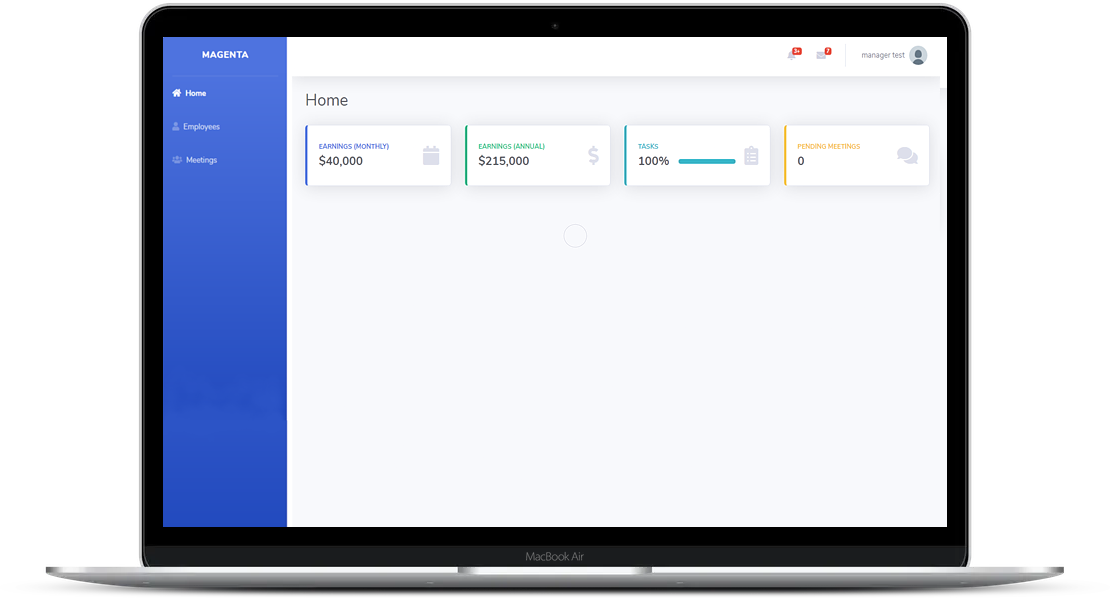 MAGENTA
3+
7
manager test
Home
Employees
Meetings
Home
EARNINGS (MONTHLY)
$40,000
EARNINGS (ANNUAL)
$215,000
TASKS
100%
PENDING MEETINGS
0
MacBook Air